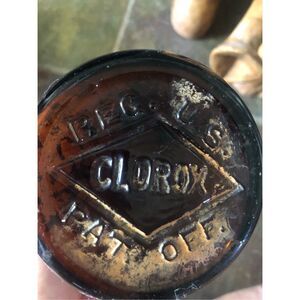 REG. U.S.
CLOROX
PAT. OFF.